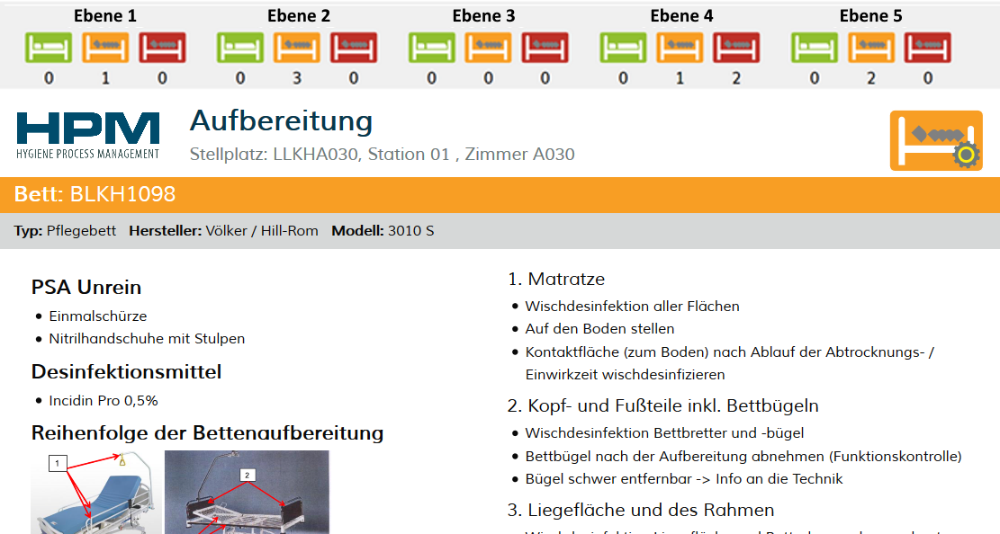 Ebene 1 Ebene 2 Ebene 3 Ebene 4 Ebene 5
0 1 0 0 3 0 0 0 0 0 1 2 0 2 0
HPM
HYGIENE PROCESS MANAGEMENT
Aufbereitung
Stellplatz: LLKHA030, Station 01 , Zimmer A030
Bett: BLKH1098
Typ: Pflegebett Hersteller: Völker / Hill-Rom Modell: 3010 S
PSA Unrein
• Einmalschürze
• Nitrilhandschuhe mit Stulpen
Desinfektionsmittel
• Incidin Pro 0,5%
Reihenfolge der Bettenaufbereitung
1
2
1. Matratze
• Wischdesinfektion aller Flächen
• Auf den Boden stellen
• Kontaktfläche (zum Boden) nach Ablauf der Abtrocknungs- /
Einwirkzeit wischdesinfizieren
2. Kopf- und Fußteile inkl. Bettbügeln
• Wischdesinfektion Bettbretter und -bügel
• Bettbügel nach der Aufbereitung abnehmen (Funktionskontrolle)
• Bügel schwer entfernbar -> Info an die Technik
3. Liegefläche und des Rahmen